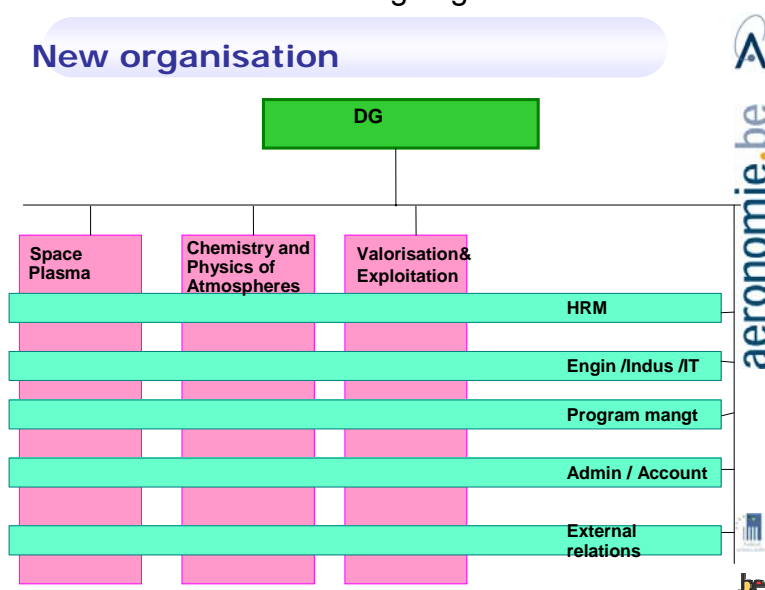 New organisation
DG
Space
Plasma
Chemistry and
Physics of
Atmospheres
Valorisation&
Exploitation
HRM
Engin /Indus /IT
Program mangt
Admin / Account
External
relations
aeronomie.be
.be